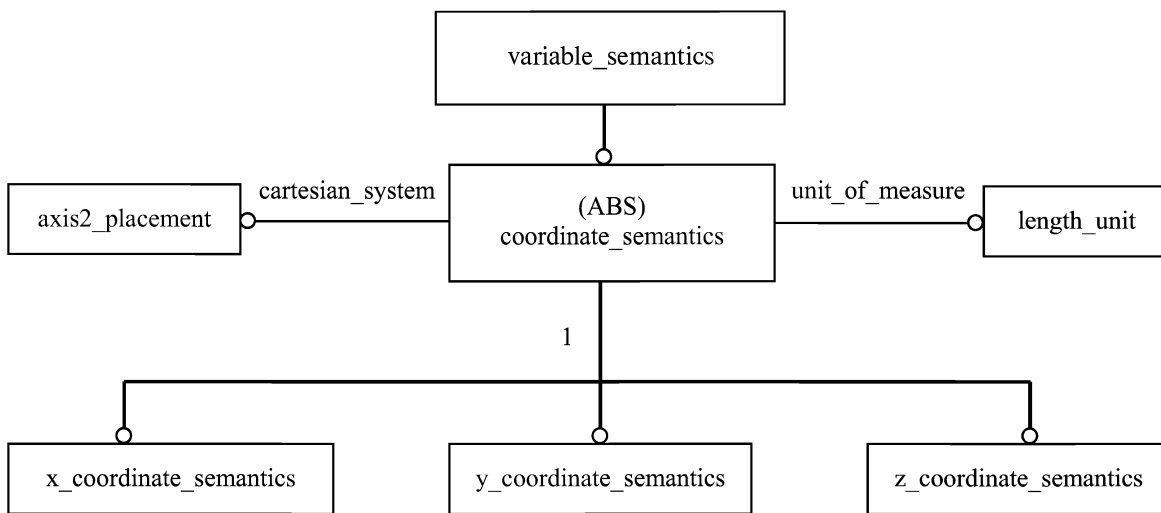 variable_semantics
cartesian_system
unit_of_measure
axis2_placement
(ABS)
coordinate_semantics
length_unit
1
x_coordinate_semantics
y_coordinate_semantics
z_coordinate_semantics